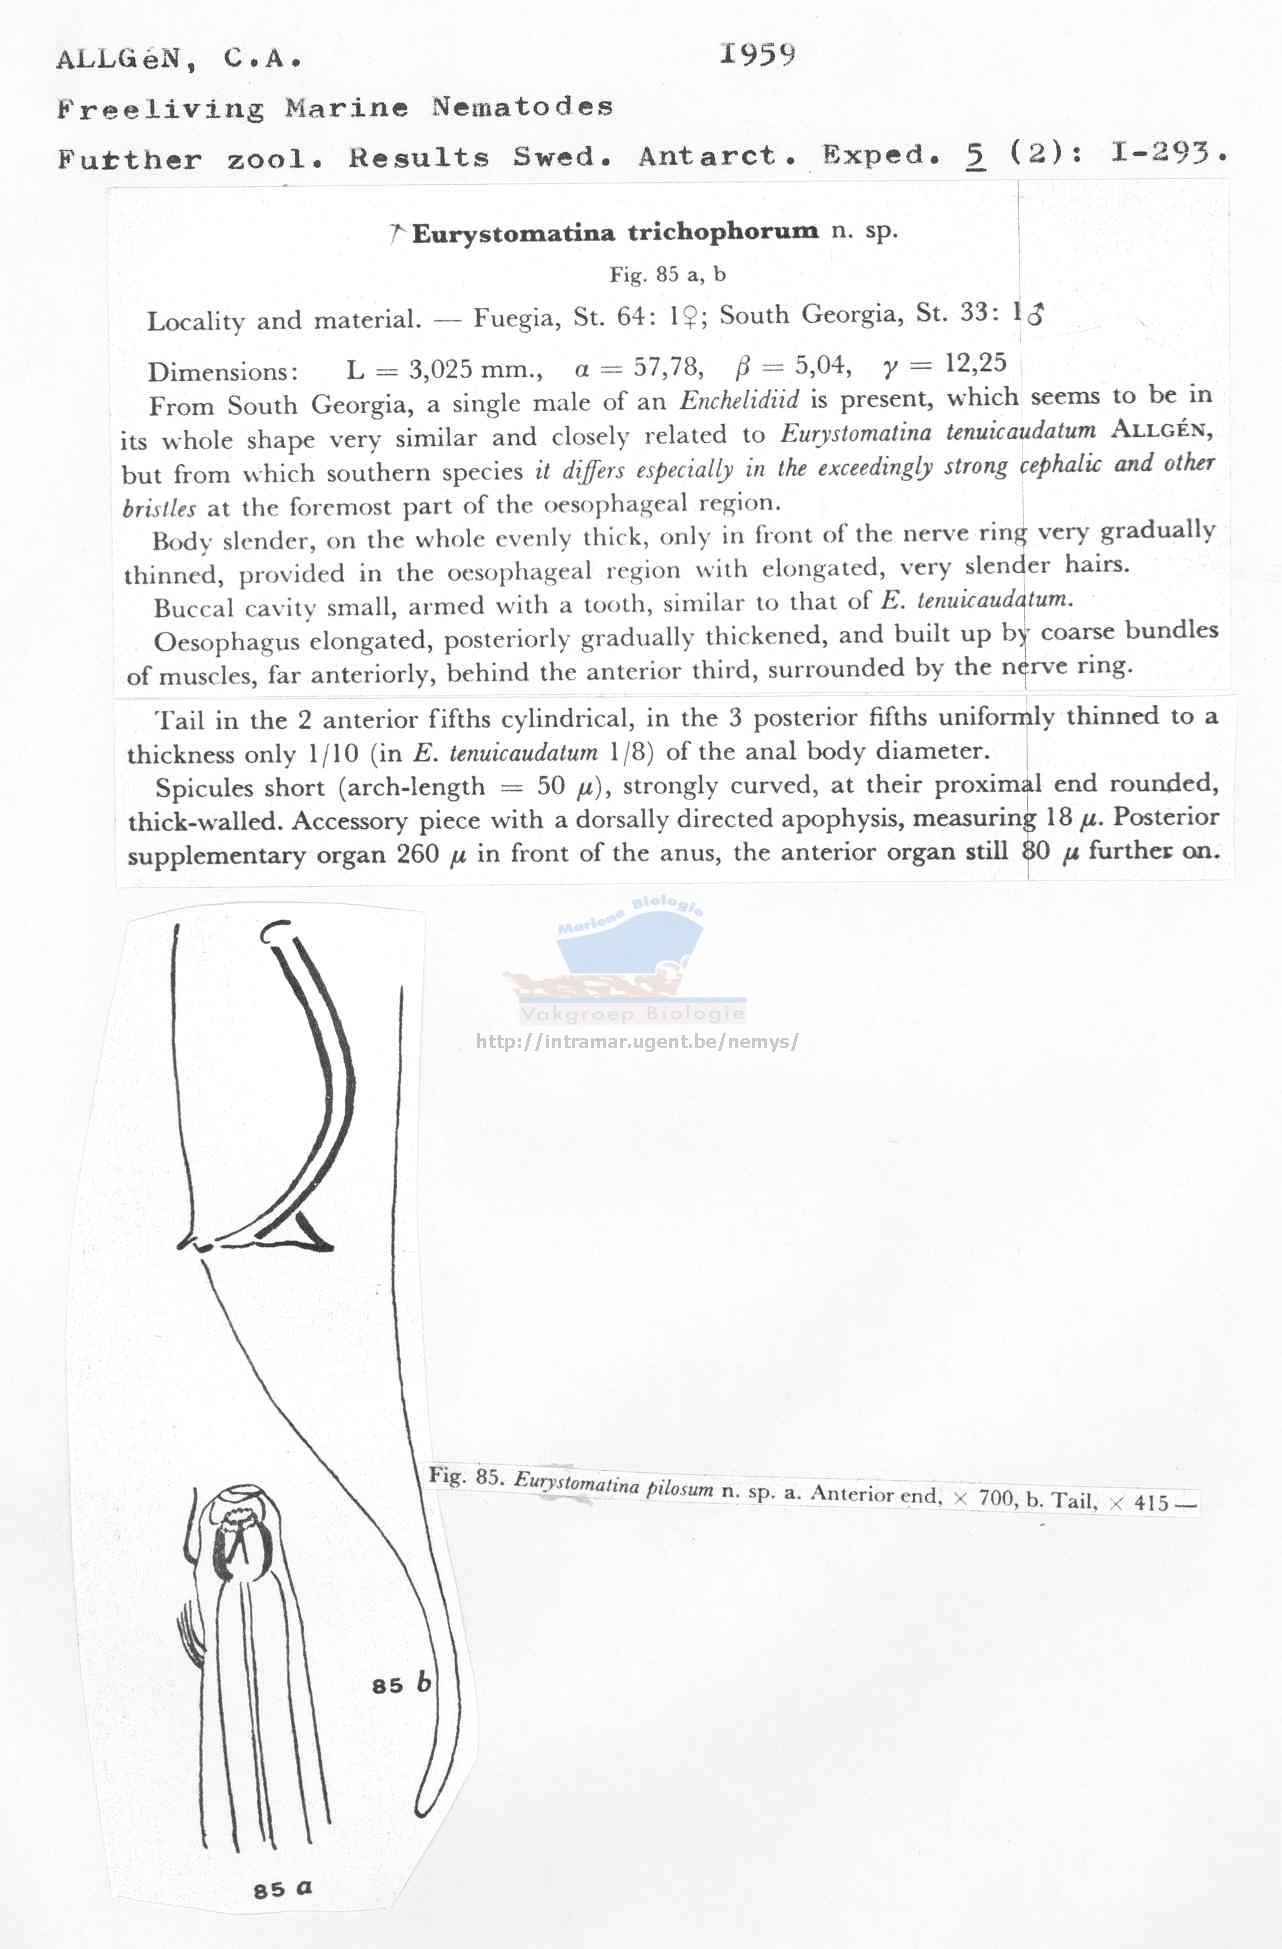 ALLGéN, C.A. 1959
Freeliving Marine Nematodes
Futther zool. Results Swed. Antarct. Exped. 5 (2): I-293.
Eurystomatina trichophorum n. sp.
Fig. 85 a, b
Locality and material. — Fuegia, St. 64: 1♀; South Georgia, St. 33: 1♂
Dimensions: L = 3,025 mm., α = 57,78, β = 5,04, γ = 12,25
From South Georgia, a single male of an Enchelidiid is present, which seems to be in
its whole shape very similar and closely related to Eurystomatina tenuicaudatum ALLGÉN,
but from which southern species it differs especially in the exceedingly strong cephalic and other
bristles at the foremost part of the oesophageal region.
Body slender, on the whole evenly thick, only in front of the nerve ring very gradually
thinned, provided in the oesophageal region with elongated, very slender hairs.
Buccal cavity small, armed with a tooth, similar to that of E. tenuicaudatum.
Oesophagus elongated, posteriorly gradually thickened, and built up by coarse bundles
of muscles, far anteriorly, behind the anterior third, surrounded by the nerve ring.
Tail in the 2 anterior fifths cylindrical, in the 3 posterior fifths uniformly thinned to a
thickness only 1/10 (in E. tenuicaudatum 1/8) of the anal body diameter.
Spicules short (arch-length = 50 μ), strongly curved, at their proximal end rounded,
thick-walled. Accessory piece with a dorsally directed apophysis, measuring 18 μ. Posterior
supplementary organ 260 μ in front of the anus, the anterior organ still 80 μ further on.
Mariene Biologie
Vakgroep Biologie
http://intramar.ugent.be/nemys/
Fig. 85. Eurystomatina pilosum n. sp. a. Anterior end, × 700, b. Tail, × 415 —
85 b
85 a